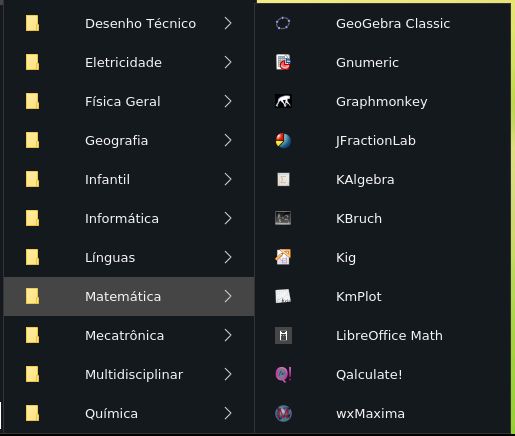 Desenho Técnico
Eletricidade
Física Geral
Geografia
Infantil
Informática
Línguas
Matemática
Mecatrônica
Multidisciplinar
Química
GeoGebra Classic
Gnumeric
Graphmonkey
JFractionLab
KAlgebra
KBruch
Kig
KmPlot
LibreOffice Math
Qalculate!
wxMaxima